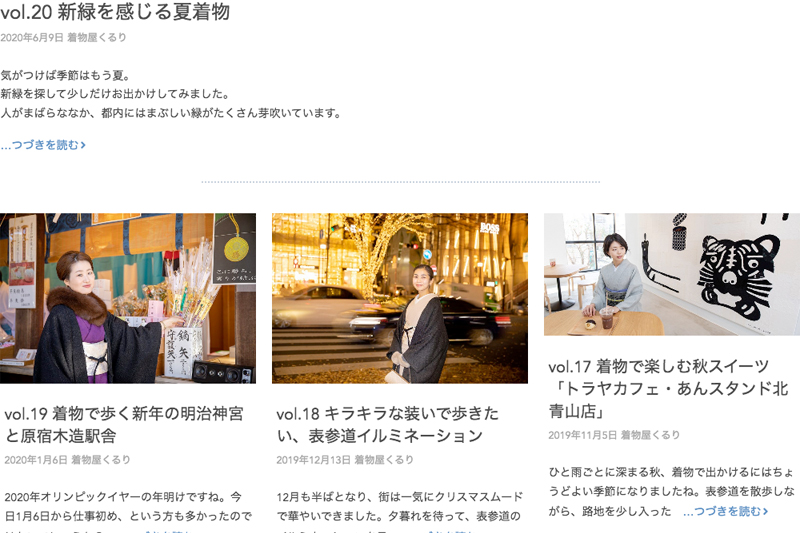 vol.20 新緑を感じる夏着物
2020年6月9日 着物屋くるり
気がつけば季節はもう夏。
新緑を探して少しだけお出かけしてみました。
人がまばらななか、都内にはまぶしい緑がたくさん芽吹いています。
...つづきを読む
BOSS
vol.19 着物で歩く新年の明治神宮
と原宿木造駅舎
2020年1月6日 着物屋くるり
2020年オリンピックイヤーの年明けですね。今
日1月6日から仕事初め、という方も多かったので
vol.18 キラキラな装いで歩きた
い、表参道イルミネーション
2019年12月13日 着物屋くるり
12月も半ばとなり、街は一気にクリスマスムード
で華やいできました。夕暮れを待って、表参道の
vol.17 着物で楽しむ秋スイーツ
「トラヤカフェ・あんスタンド北
青山店」
2019年11月5日 着物屋くるり
ひと雨ごとに深まる秋、着物で出かけるにはちょ
うどよい季節になりましたね。表参道を散歩しな
がら、路地を少し入った ...つづきを読む